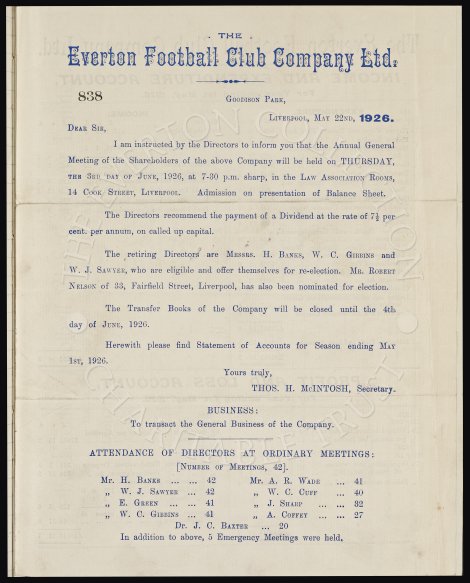 THE
Everton Football Club Company Ltd.
838
Goodison Park,
Liverpool, May 22nd, 1926.
Dear Sir,
I am instructed by the Directors to inform you that the Annual General
Meeting of the Shareholders of the above Company will be held on THURSDAY,
the 3rd day of June, 1926, at 7-30 p.m. sharp, in the Law Association Rooms,
14 Cook Street, Liverpool. Admission on presentation of Balance Sheet.
The Directors recommend the payment of a Dividend at the rate of 7½ per
cent. per annum, on called up capital.
The retiring Directors are Messrs. H. Banks, W. C. Gibbins and
W. J. Sawyer, who are eligible and offer themselves for re-election. Mr. Robert
Nelson of 33, Fairfield Street, Liverpool, has also been nominated for election.
The Transfer Books of the Company will be closed until the 4th
day of June, 1926.
Herewith please find Statement of Accounts for Season ending May
1st, 1926.
Yours truly,
THOS. H. McINTOSH, Secretary.
BUSINESS:
To transact the General Business of the Company.
ATTENDANCE OF DIRECTORS AT ORDINARY MEETINGS:
[Number of Meetings, 42].
Mr. H. Banks ... ... 42 Mr. A. R. Wade ... 41
„ W. J. Sawyer ... 42 „ W. C. Cuff ... 40
„ E. Green ... ... 41 „ J. Sharp ... ... 32
„ W. C. Gibbins ... 41 „ A. Coffey ... ... 27
Dr. J. C. Baxter ... 20
In addition to above, 5 Emergency Meetings were held.
THE EVERTON COLLECTION
CHARITABLE TRUST